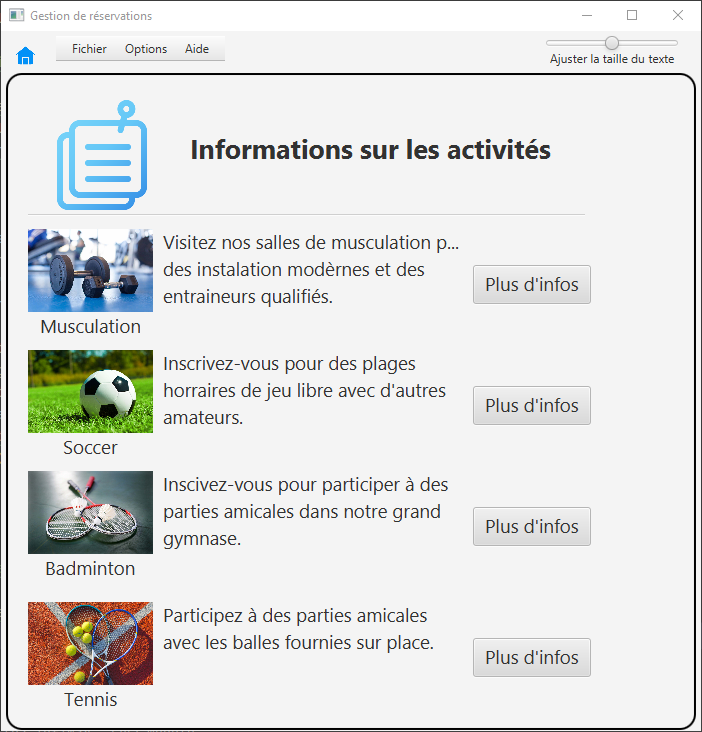 Gestion de réservations
Fichier Options Aide
Ajuster la taille du texte
Informations sur les activités
Visitez nos salles de musculation p...
des instalation modèrnes et des
entraineurs qualifiés.
Plus d'infos
Musculation
Inscrivez-vous pour des plages
horraires de jeu libre avec d'autres
amateurs.
Plus d'infos
Soccer
Inscivez-vous pour participer à des
parties amicales dans notre grand
gymnase.
Plus d'infos
Badminton
Participez à des parties amicales
avec les balles fournies sur place.
Plus d'infos
Tennis